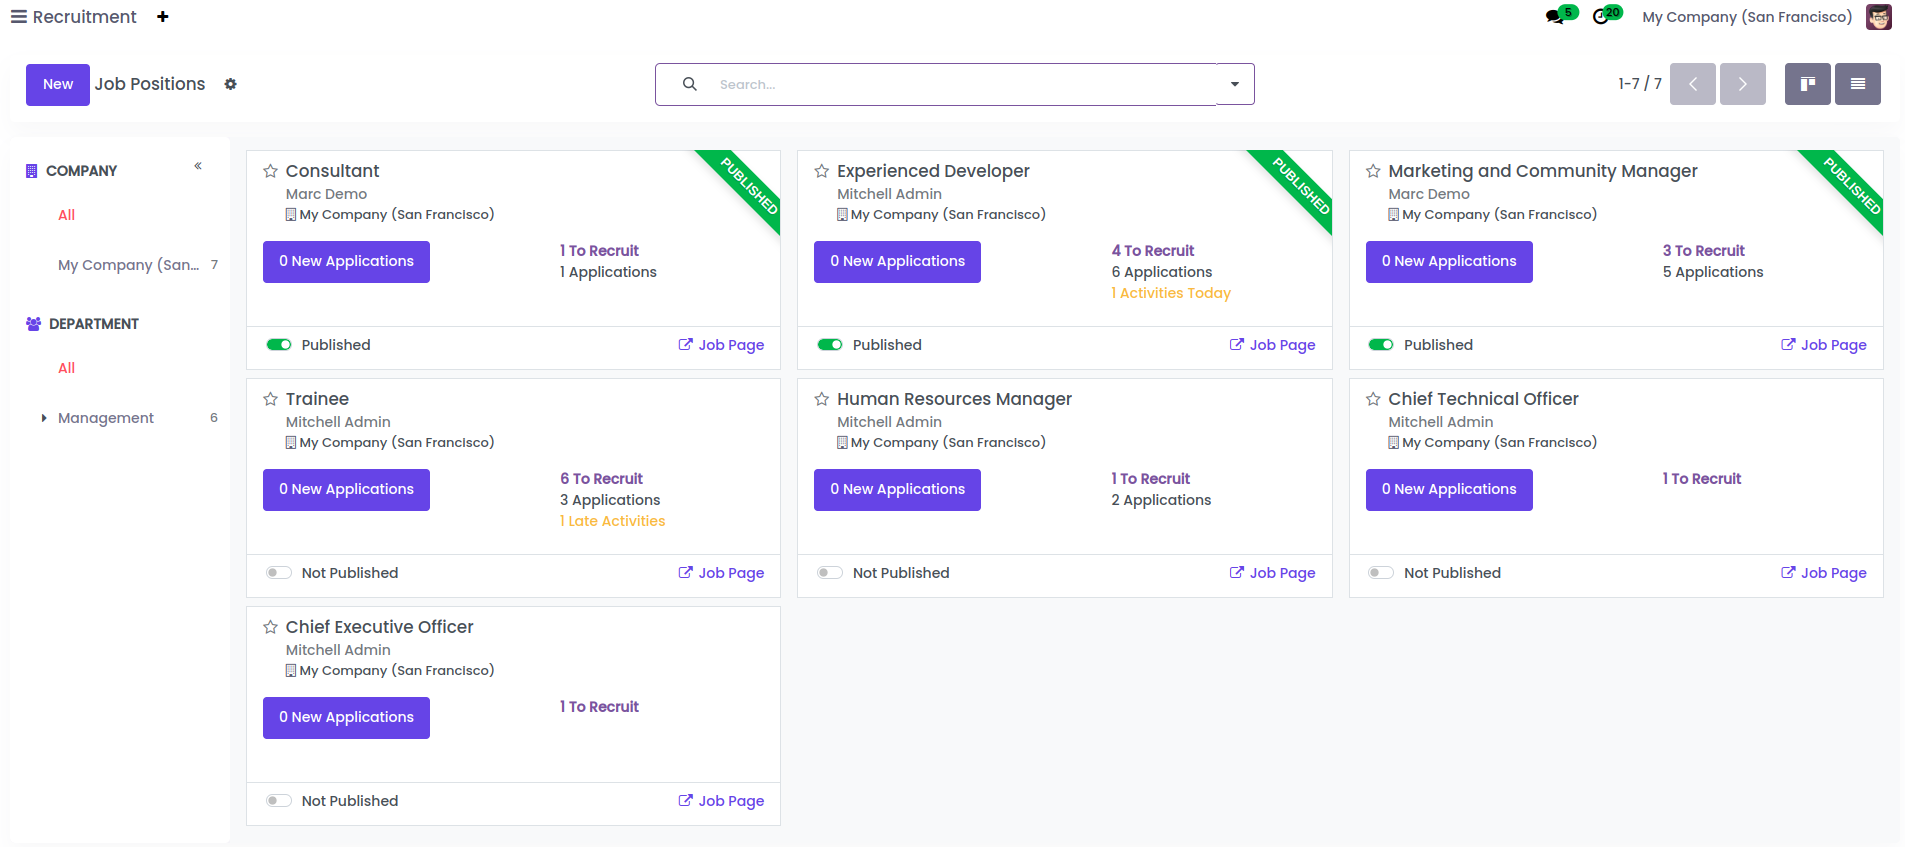 Recruitment
5
20
My Company (San Francisco)
New
Job Positions
Search...
1-7 / 7
COMPANY
All
My Company (San... 7
DEPARTMENT
All
Management 6
Consultant
Marc Demo
My Company (San Francisco)
PUBLISHED
0 New Applications
1 To Recruit
1 Applications
Published
Job Page
Experienced Developer
Mitchell Admin
My Company (San Francisco)
PUBLISHED
0 New Applications
4 To Recruit
6 Applications
1 Activities Today
Published
Job Page
Marketing and Community Manager
Marc Demo
My Company (San Francisco)
PUBLISHED
0 New Applications
3 To Recruit
5 Applications
Published
Job Page
Trainee
Mitchell Admin
My Company (San Francisco)
0 New Applications
6 To Recruit
3 Applications
1 Late Activities
Not Published
Job Page
Human Resources Manager
Mitchell Admin
My Company (San Francisco)
0 New Applications
1 To Recruit
2 Applications
Not Published
Job Page
Chief Technical Officer
Mitchell Admin
My Company (San Francisco)
0 New Applications
1 To Recruit
Not Published
Job Page
Chief Executive Officer
Mitchell Admin
My Company (San Francisco)
0 New Applications
1 To Recruit
Not Published
Job Page